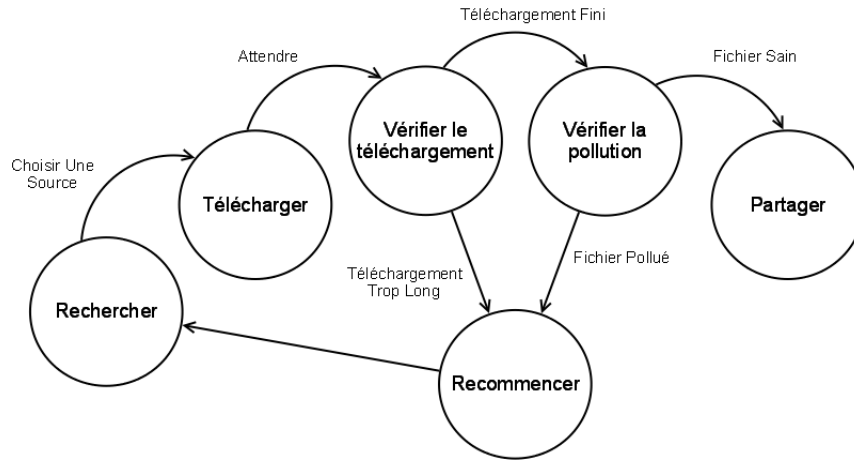 Téléchargement Fini
Attendre
Fichier Sain
Vérifier le
téléchargement
Vérifier la
pollution
Choisir Une
Source
Télécharger
Partager
Téléchargement
Trop Long
Fichier Pollué
Rechercher
Recommencer